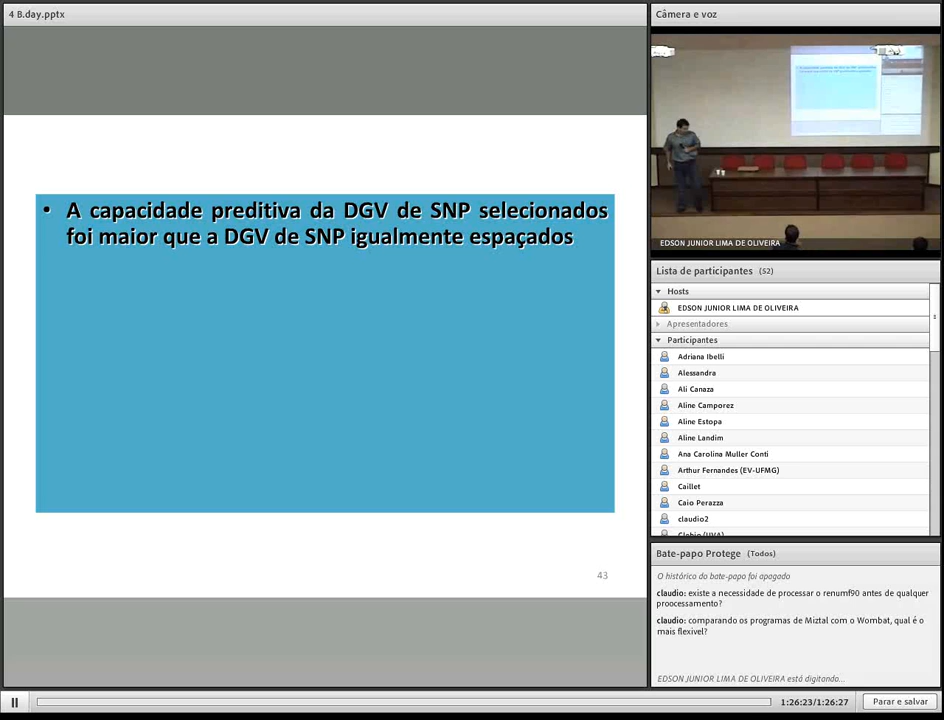 4 B.day.pptx
• A capacidade preditiva da DGV de SNP selecionados
foi maior que a DGV de SNP igualmente espaçados
43
1:26:23/1:26:27
Parar e salvar
Câmera e voz
EDSON JUNIOR LIMA DE OLIVEIRA
Lista de participantes (52)
Hosts
EDSON JUNIOR LIMA DE OLIVEIRA
Apresentadores
Participantes
Adriana Ibelli
Alessandra
Ali Canaza
Aline Camporez
Aline Estopa
Aline Landim
Ana Carolina Muller Conti
Arthur Fernandes (EV-UFMG)
Caillet
Caio Perazza
claudio2
Bate-papo Protege (Todos)
O histórico do bate-papo foi apagado
claudio: existe a necessidade de processar o renumf90 antes de qualquer
proocessamento?
claudio: comparando os programas de Miztal com o Wombat, qual é o
mais flexivel?
EDSON JUNIOR LIMA DE OLIVEIRA está digitando...